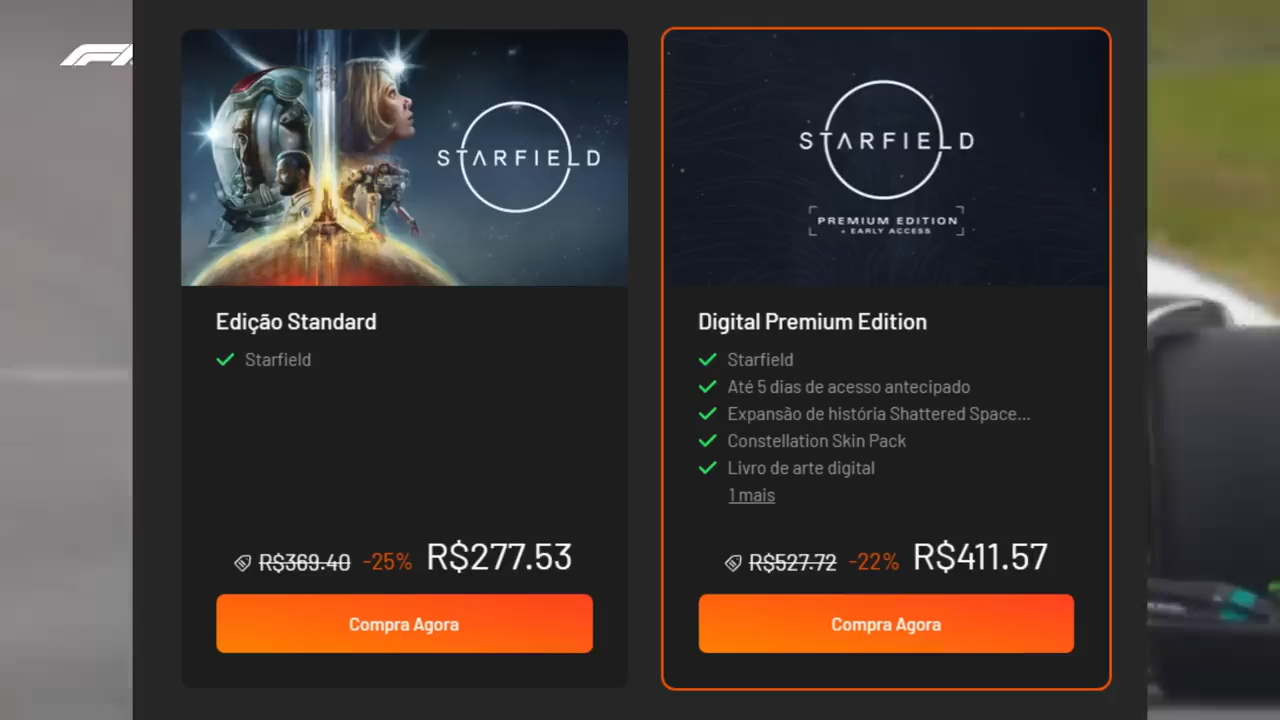 F1
STARFIELD
Edição Standard
Starfield
R$369.40 -25% R$277.53
Compra Agora
STARFIELD
PREMIUM EDITION
+ EARLY ACCESS
Digital Premium Edition
Starfield
Até 5 dias de acesso antecipado
Expansão de história Shattered Space...
Constellation Skin Pack
Livro de arte digital
1 mais
R$527.72 -22% R$411.57
Compra Agora